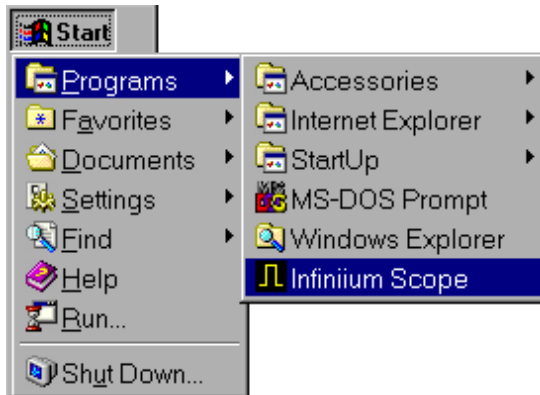 Start
Programs
Favorites
Documents
Settings
Find
Help
Run...
Shut Down...
Accessories
Internet Explorer
StartUp
MS-DOS Prompt
Windows Explorer
Infiniium Scope